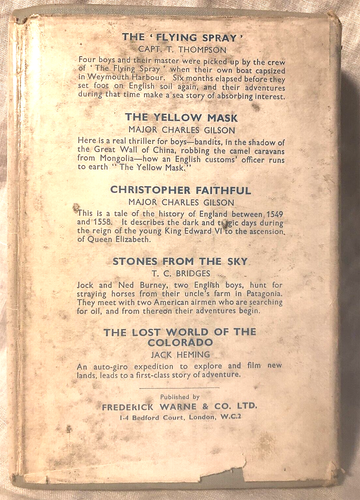 THE 'FLYING SPRAY'
CAPT. T. THOMPSON
Four boys and their master were picked up by the crew
of 'The Flying Spray' when their own boat capsized
in Weymouth Harbour. Six months elapsed before they
set foot on English soil again, and their adventures
during that time make a sea story of absorbing interest.
THE YELLOW MASK
MAJOR CHARLES GILSON
Here is a real thriller for boys—bandits, in the shadow of
the Great Wall of China, robbing the camel caravans
from Mongolia—how an English customs' officer runs
to earth "The Yellow Mask."
CHRISTOPHER FAITHFUL
MAJOR CHARLES GILSON
This is a tale of the history of England between 1549
and 1558. It describes the dark and tragic days during
the reign of the young King Edward VI to the ascension,
of Queen Elizabeth.
STONES FROM THE SKY
T. C. BRIDGES
Jock and Ned Burney, two English boys, hunt for
straying horses from their uncle's farm in Patagonia.
They meet with two American airmen who are searching
for oil, and from thereon their adventures begin.
THE LOST WORLD OF THE
COLORADO
JACK HEMING
An auto-giro expedition to explore and film new
lands, leads to a first-class story of adventure.
Published by
FREDERICK WARNE & CO. LTD.
1-4 Bedford Court, London, W.C.2